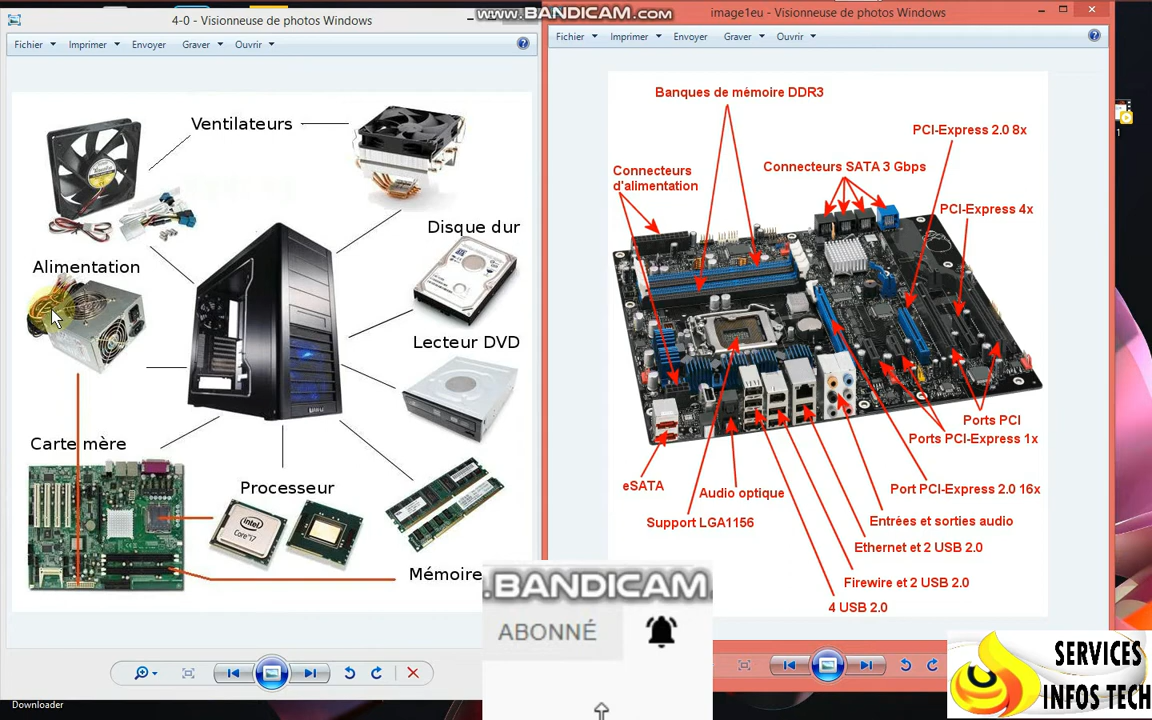 4-0 - Visionneuse de photos Windows
Fichier
Imprimer
Envoyer
Graver
Ouvrir
Ventilateurs
Disque dur
Alimentation
Lecteur DVD
Carte mère
Processeur
intel
Core i7
Mémoire
www.BANDICAM.com
image1eu - Visionneuse de photos Windows
Fichier
Imprimer
Envoyer
Graver
Ouvrir
Banques de mémoire DDR3
PCI-Express 2.0 8x
Connecteurs SATA 3 Gbps
Connecteurs
d'alimentation
PCI-Express 4x
Ports PCI
Ports PCI-Express 1x
eSATA
Audio optique
Port PCI-Express 2.0 16x
Support LGA1156
Entrées et sorties audio
Ethernet et 2 USB 2.0
Firewire et 2 USB 2.0
4 USB 2.0
.BANDICAM
ABONNÉ
SERVICES
INFOS TECH
Downloader
1